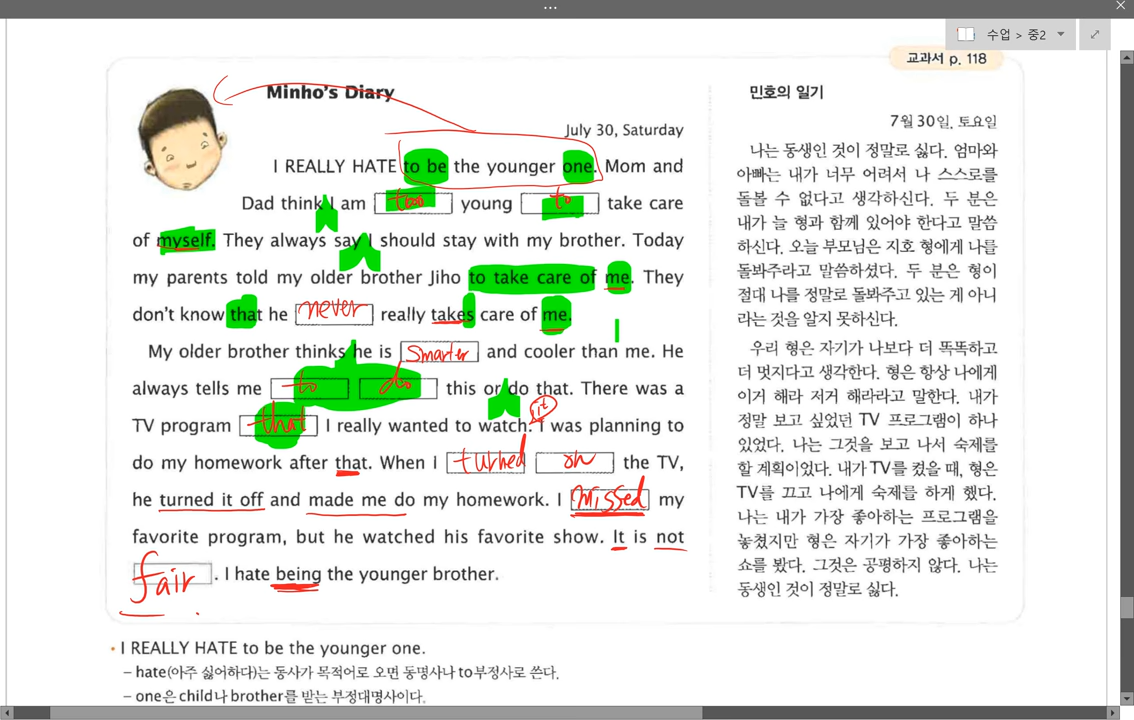 ...
수업 > 중2
교과서 p. 118
Minho's Diary
July 30, Saturday
I REALLY HATE to be the younger one. Mom and
Dad think I am too young to take care
of myself. They always say I should stay with my brother. Today
my parents told my older brother Jiho to take care of me. They
don't know that he never really takes care of me.
My older brother thinks he is smarter and cooler than me. He
always tells me to do this or do that. There was a
TV program that I really wanted to watch. it I was planning to
do my homework after that. When I turned on the TV,
he turned it off and made me do my homework. I missed my
favorite program, but he watched his favorite show. It is not
fair. I hate being the younger brother.
민호의 일기
7월 30일, 토요일
나는 동생인 것이 정말로 싫다. 엄마와
아빠는 내가 너무 어려서 나 스스로를
돌볼 수 없다고 생각하신다. 두 분은
내가 늘 형과 함께 있어야 한다고 말씀
하신다. 오늘 부모님은 지호 형에게 나를
돌봐주라고 말씀하셨다. 두 분은 형이
절대 나를 정말로 돌봐주고 있는 게 아니
라는 것을 알지 못하신다.
우리 형은 자기가 나보다 더 똑똑하고
더 멋지다고 생각한다. 형은 항상 나에게
이거 해라 저거 해라라고 말한다. 내가
정말 보고 싶었던 TV 프로그램이 하나
있었다. 나는 그것을 보고 나서 숙제를
할 계획이었다. 내가 TV를 켰을 때, 형은
TV를 끄고 나에게 숙제를 하게 했다.
나는 내가 가장 좋아하는 프로그램을
놓쳤지만 형은 자기가 가장 좋아하는
쇼를 봤다. 그것은 공평하지 않다. 나는
동생인 것이 정말로 싫다.
• I REALLY HATE to be the younger one.
– hate(아주 싫어하다)는 동사가 목적어로 오면 동명사나 to부정사로 쓴다.
– one은 child나 brother를 받는 부정대명사이다.